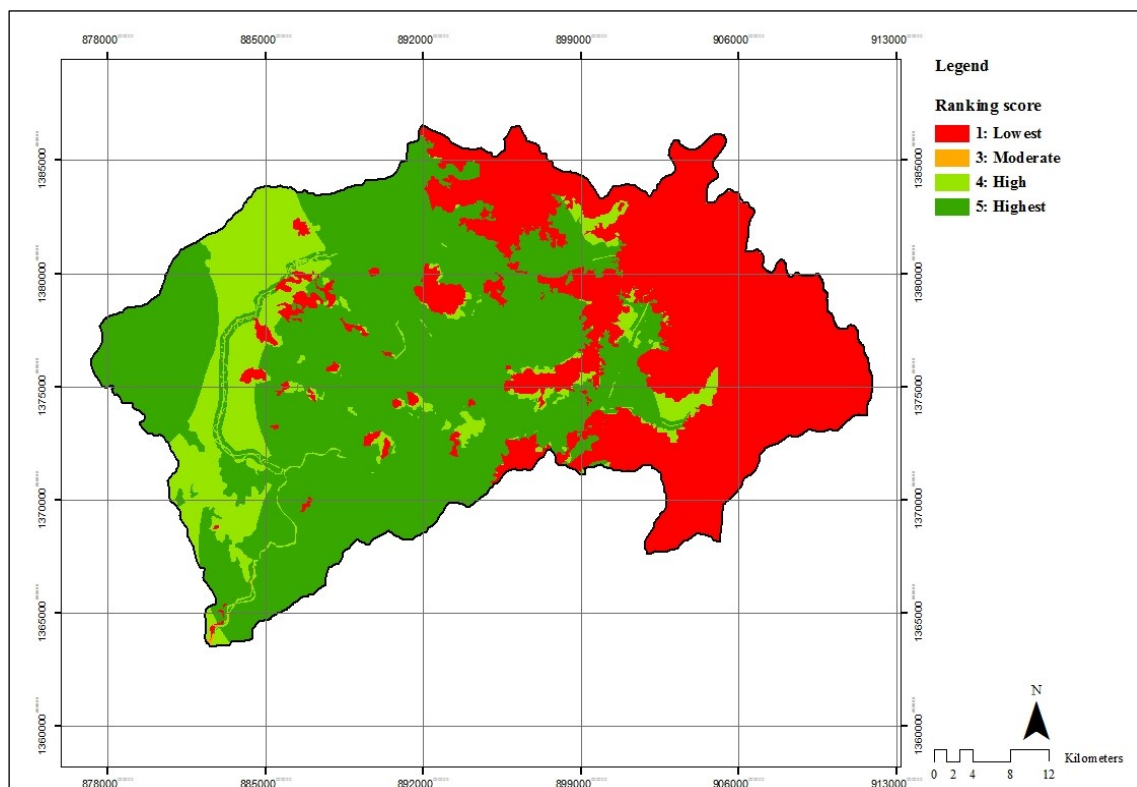 878000 885000 892000 899000 906000 913000
Legend
Ranking score
1: Lowest
3: Moderate
4: High
5: Highest
1385000 1385000
1380000 1380000
1375000 1375000
1370000 1370000
1365000 1365000
1360000 1360000
N
Kilometers
0 2 4 8 12
878000 885000 892000 899000 906000 913000